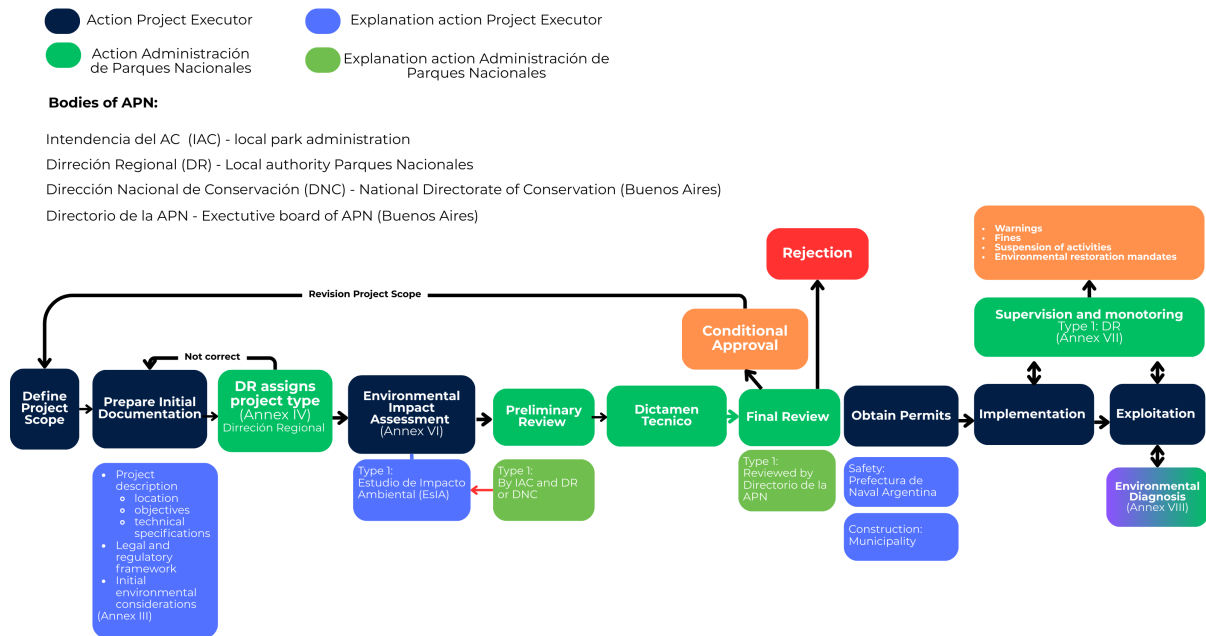 Action Project Executor
Explanation action Project Executor
Action Administración
de Parques Nacionales
Explanation action Administración de
Parques Nacionales
Bodies of APN:
Intendencia del AC (IAC) - local park administration
Dirreción Regional (DR) - Local authority Parques Nacionales
Dirección Nacional de Conservación (DNC) - National Directorate of Conservation (Buenos Aires)
Directorio de la APN - Exectutive board of APN (Buenos Aires)
• Warnings
• Fines
• Suspension of activities
• Environmental restoration mandates
Rejection
Revision Project Scope
Supervision and monotoring
Type 1: DR
(Annex VII)
Conditional
Approval
Not correct
Define
Project
Scope
Prepare Initial
Documentation
DR assigns
project type
(Annex IV)
Dirreción Regional
Environmental
Impact
Assessment
(Annex VI)
Preliminary
Review
Dictamen
Tecnico
Final Review
Obtain Permits
Implementation
Exploitation
• Project
description
○ location
○ objectives
○ technical
specifications
• Legal and
regulatory
framework
• Initial
environmental
considerations
(Annex III)
Type 1:
Estudio de Impacto
Ambiental (EsIA)
Type 1:
By IAC and DR
or DNC
Type 1:
Reviewed by
Directorio de la
APN
Safety:
Prefectura de
Naval Argentina
Construction:
Municipality
Environmental
Diagnosis
(Annex VIII)